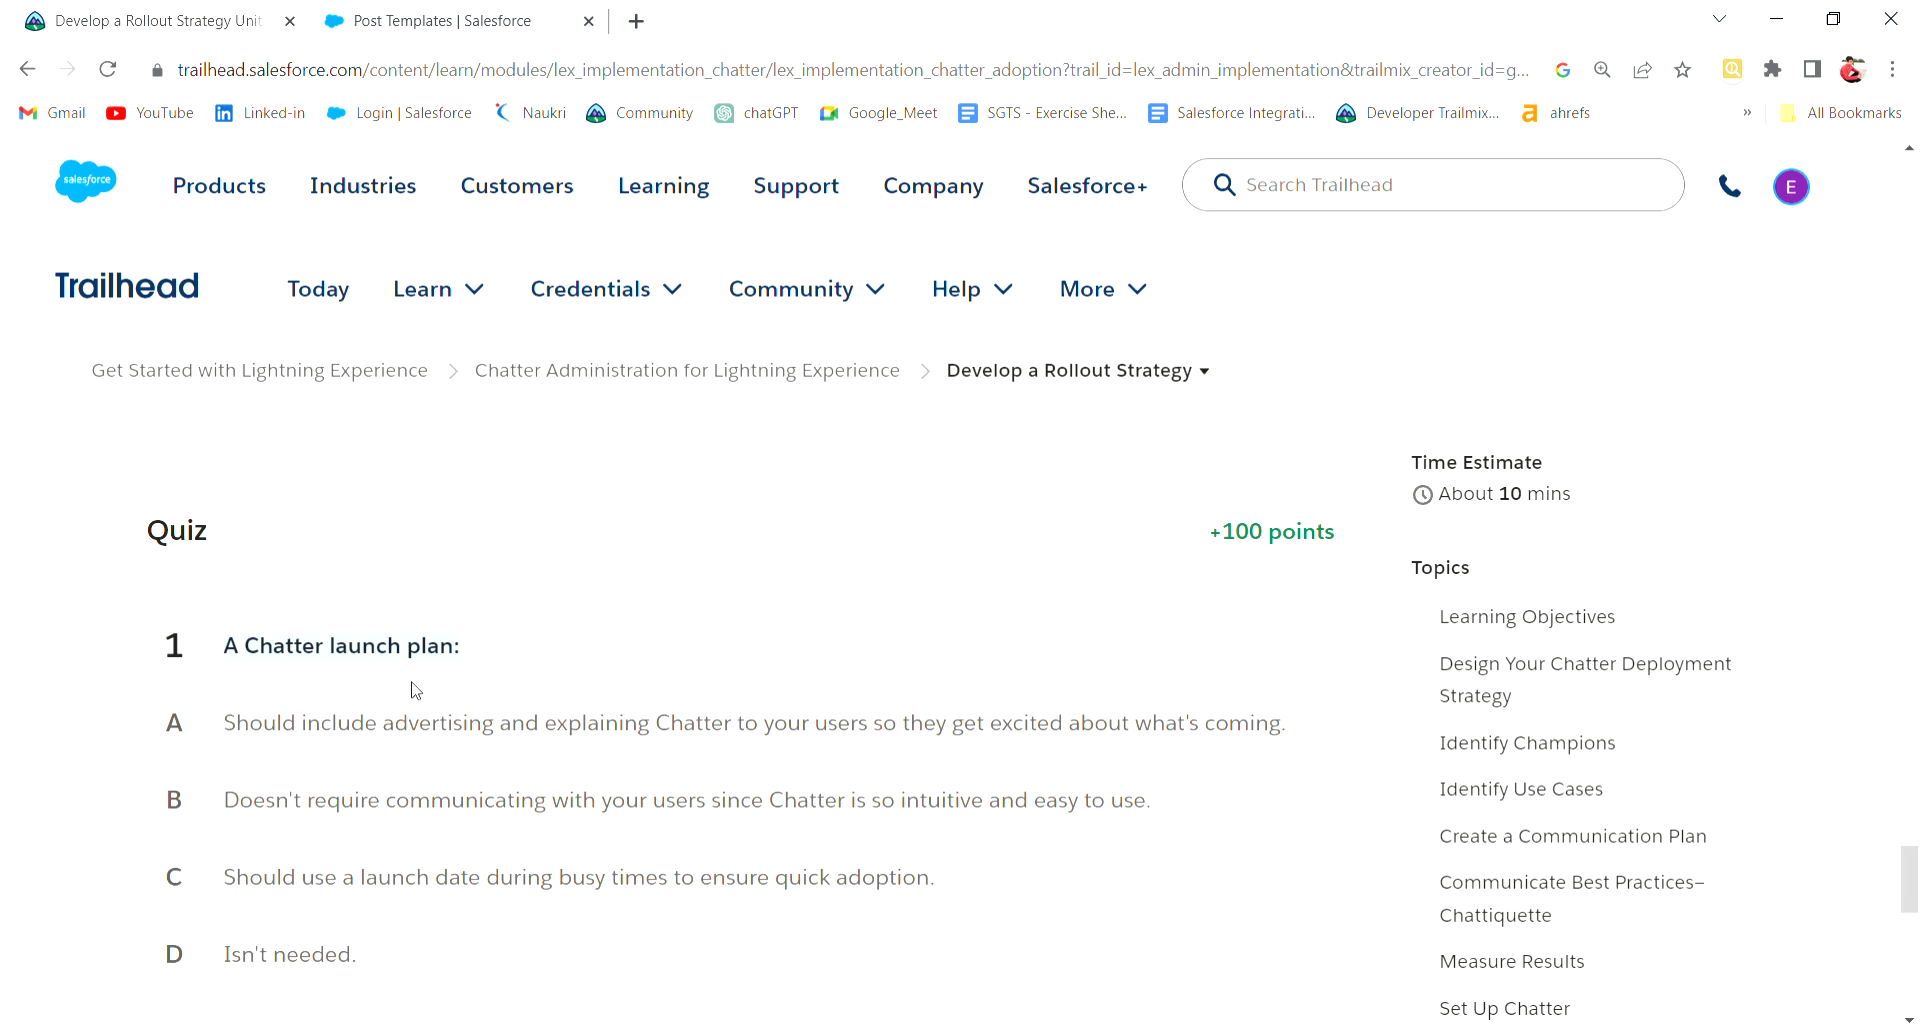 Develop a Rollout Strategy Unit
Post Templates | Salesforce
trailhead.salesforce.com/content/learn/modules/lex_implementation_chatter/lex_implementation_chatter_adoption?trail_id=lex_admin_implementation&trailmix_creator_id=g...
Gmail YouTube Linked-in Login | Salesforce Naukri Community chatGPT Google_Meet SGTS - Exercise She... Salesforce Integrati... Developer Trailmix... ahrefs » All Bookmarks
salesforce Products Industries Customers Learning Support Company Salesforce+ Search Trailhead E
Trailhead Today Learn Credentials Community Help More
Get Started with Lightning Experience > Chatter Administration for Lightning Experience > Develop a Rollout Strategy
Quiz
+100 points
1 A Chatter launch plan:
A Should include advertising and explaining Chatter to your users so they get excited about what's coming.
B Doesn't require communicating with your users since Chatter is so intuitive and easy to use.
C Should use a launch date during busy times to ensure quick adoption.
D Isn't needed.
Time Estimate
About 10 mins
Topics
Learning Objectives
Design Your Chatter Deployment
Strategy
Identify Champions
Identify Use Cases
Create a Communication Plan
Communicate Best Practices–
Chattiquette
Measure Results
Set Up Chatter